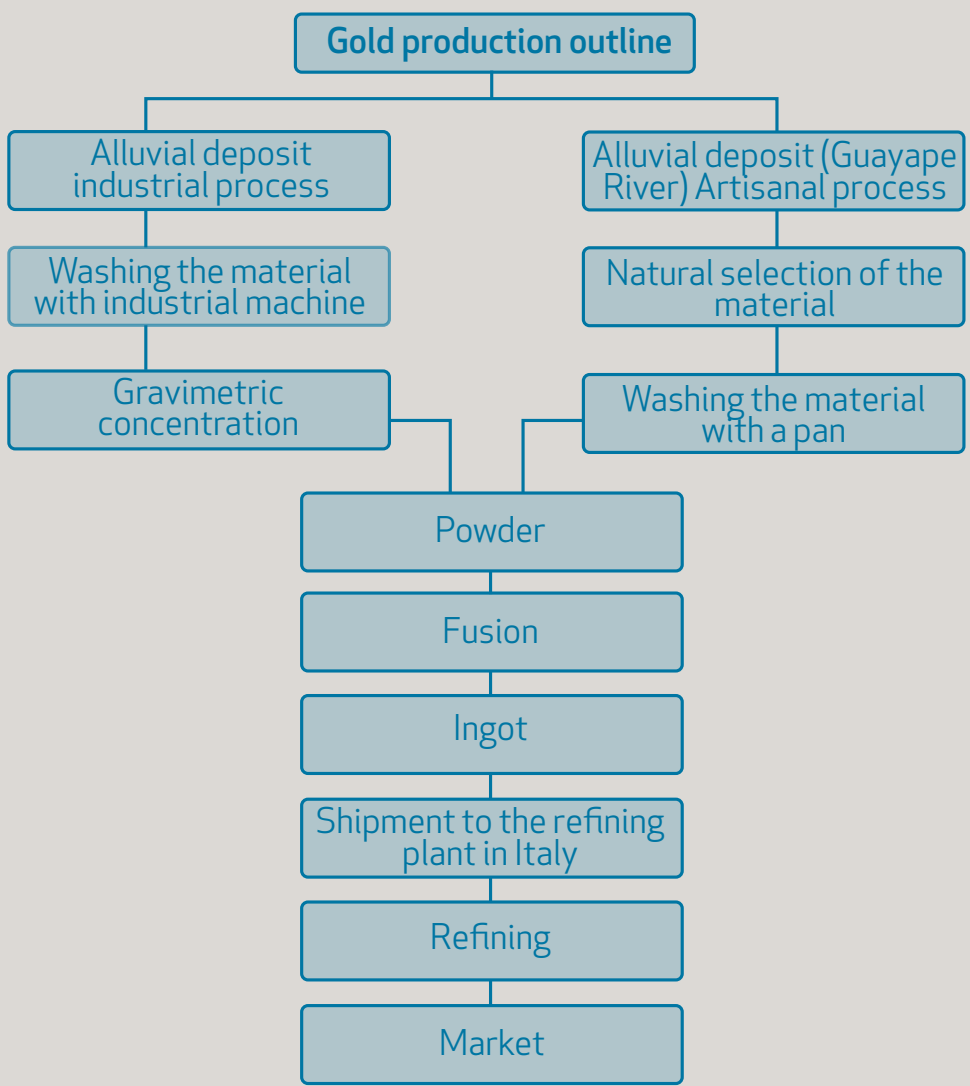 Gold production outline
Alluvial deposit
industrial process
Alluvial deposit (Guayape
River) Artisanal process
Washing the material
with industrial machine
Natural selection of the
material
Gravimetric
concentration
Washing the material
with a pan
Powder
Fusion
Ingot
Shipment to the refining
plant in Italy
Refining
Market